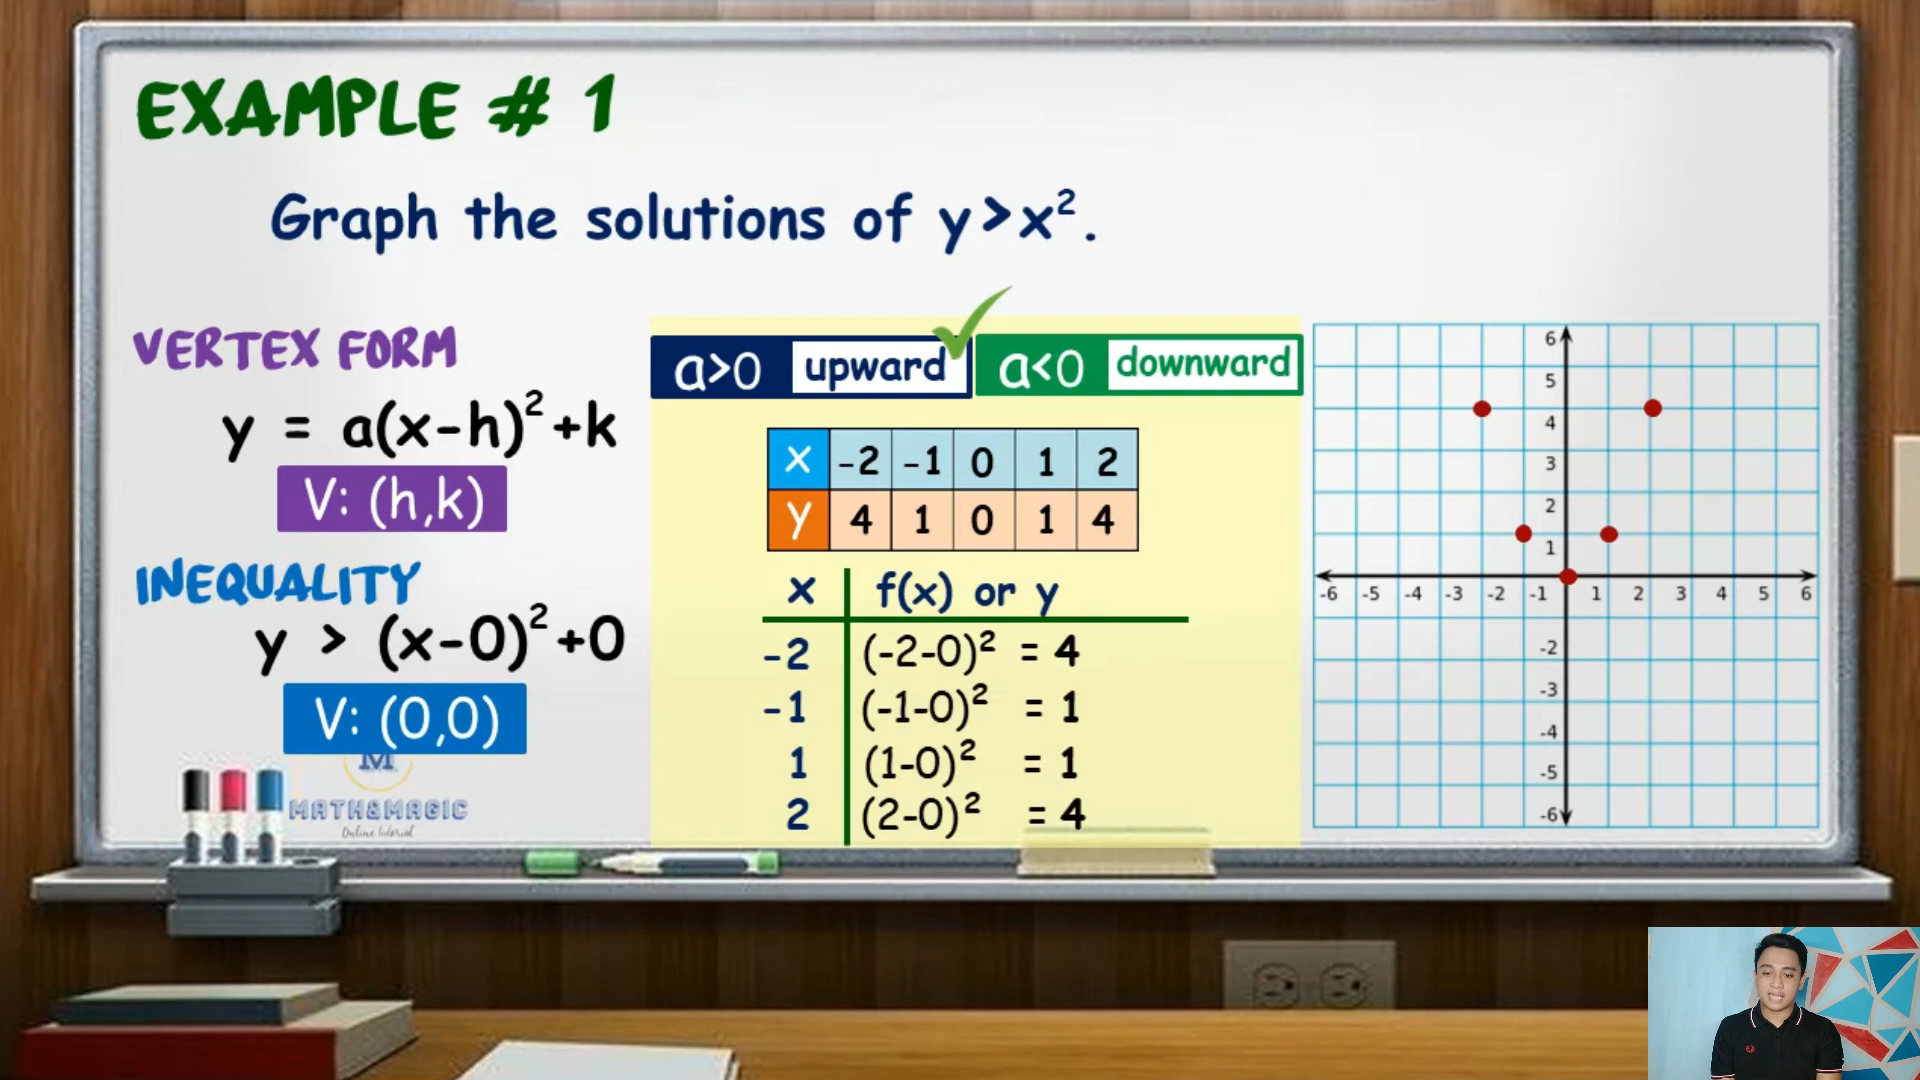 EXAMPLE # 1
Graph the solutions of y>x².
VERTEX FORM
y = a(x-h)²+k
V: (h,k)
INEQUALITY
y > (x-0)²+0
V: (0,0)
M
MATH&MAGIC
Online tutorial
a>0 upward
a<0 downward
x -2 -1 0 1 2
y 4 1 0 1 4
x f(x) or y
-2 (-2-0)² = 4
-1 (-1-0)² = 1
1 (1-0)² = 1
2 (2-0)² = 4
6
5
4
3
2
1
-6 -5 -4 -3 -2 -1 1 2 3 4 5 6
-2
-3
-4
-5
-6